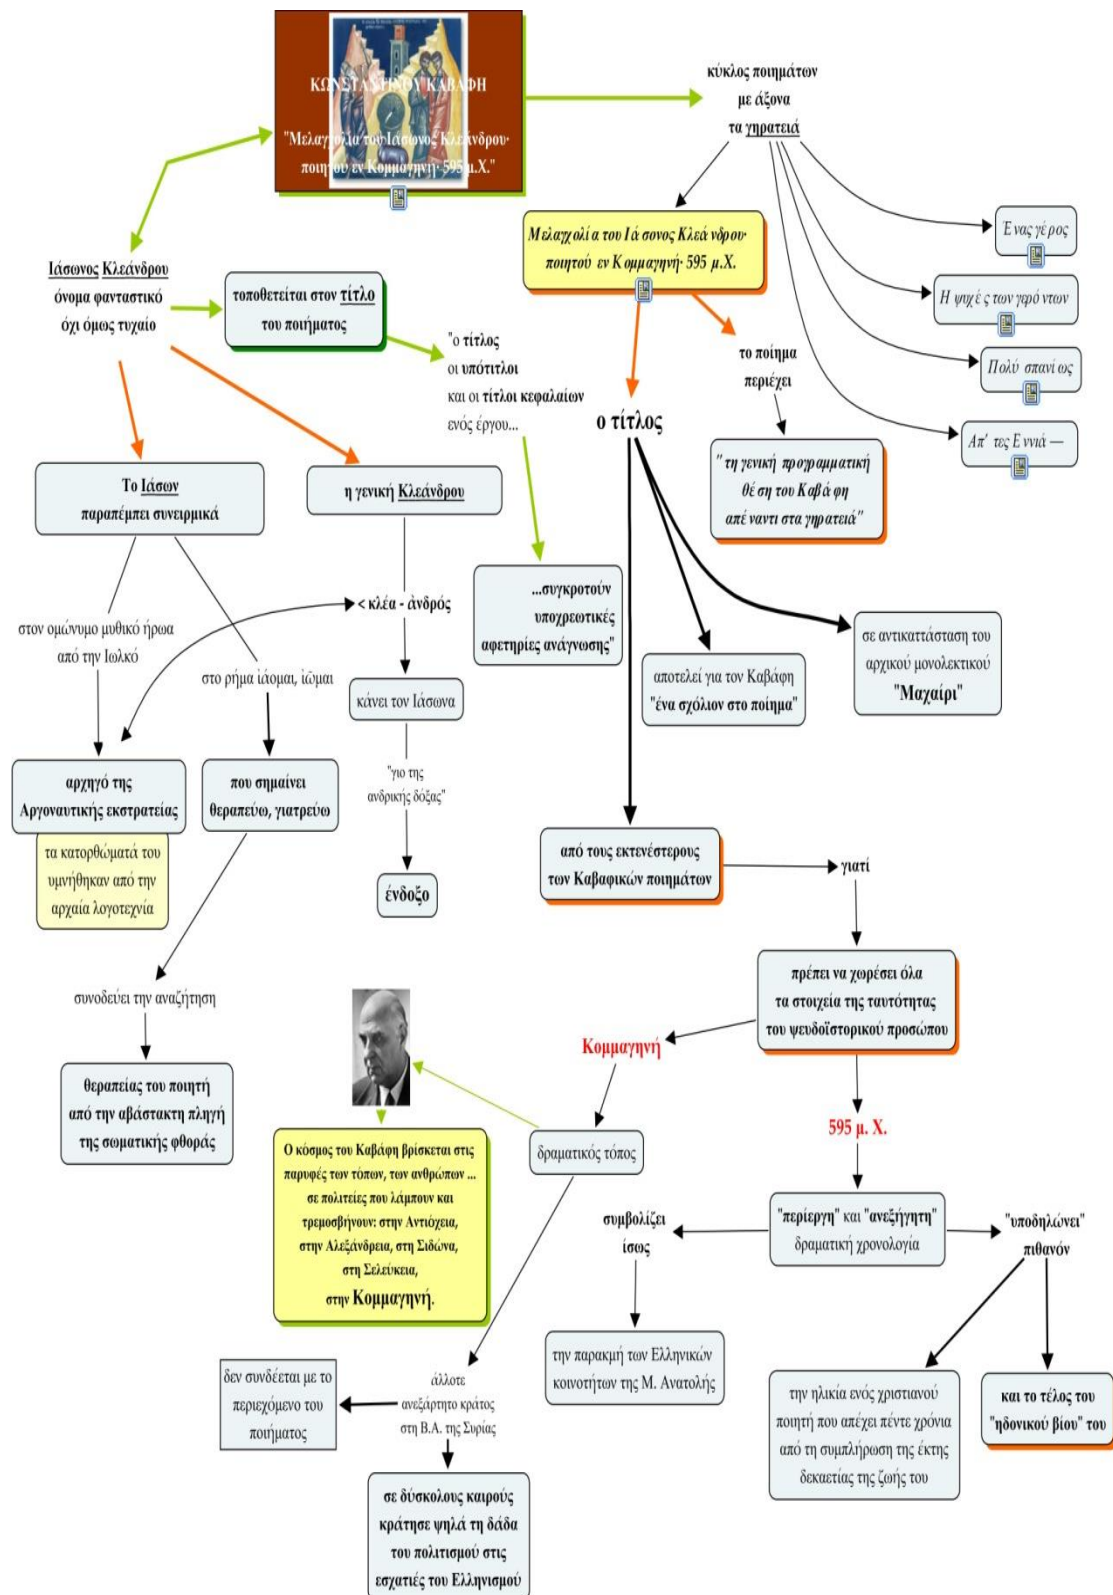 ΚΩΝΣΤΑΝΤΙΝΟΥ ΚΑΒΑΦΗ
"Μελαγχολία του Ιάσωνος Κλεάνδρου·
ποιητού εν Κομμαγηνή· 595 μ.Χ."
κύκλος ποιημάτων
με άξονα
τα γηρατειά
Μελαγχολία του Ιάσονος Κλεάνδρου·
ποιητού εν Κομμαγηνή· 595 μ.Χ.
Ένας γέρος
Η ψυχές των γερόντων
Πολύ σπανίως
Απ' τες Εννιά —
Ιάσωνος Κλεάνδρου
όνομα φανταστικό
όχι όμως τυχαίο
τοποθετείται στον τίτλο
του ποιήματος
"ο τίτλος
οι υπότιτλοι
και οι τίτλοι κεφαλαίων
ενός έργου...
...συγκροτούν
υποχρεωτικές
αφετηρίες ανάγνωσης"
το ποίημα
περιέχει
"τη γενική προγραμματική
θέση του Καβάφη
απέναντι στα γηρατειά"
ο τίτλος
Το Ιάσων
παραπέμπει συνειρμικά
η γενική Κλεάνδρου
στον ομώνυμο μυθικό ήρωα
από την Ιωλκό
στο ρήμα ἰάομαι, ἰῶμαι
< κλέα - ἀνδρός
κάνει τον Ιάσωνα
"γιο της
ανδρικής δόξας"
ένδοξο
αρχηγό της
Αργοναυτικής εκστρατείας
τα κατορθώματά του
υμνήθηκαν από την
αρχαία λογοτεχνία
που σημαίνει
θεραπεύω, γιατρεύω
συνοδεύει την αναζήτηση
θεραπείας του ποιητή
από την αβάστακτη πληγή
της σωματικής φθοράς
αποτελεί για τον Καβάφη
"ένα σχόλιον στο ποίημα"
σε αντικαττάσταση του
αρχικού μονολεκτικού
"Μαχαίρι"
από τους εκτενέστερους
των Καβαφικών ποιημάτων
γιατί
πρέπει να χωρέσει όλα
τα στοιχεία της ταυτότητας
του ψευδοϊστορικού προσώπου
Κομμαγηνή
δραματικός τόπος
Ο κόσμος του Καβάφη βρίσκεται στις
παρυφές των τόπων, των ανθρώπων ...
σε πολιτείες που λάμπουν και
τρεμοσβήνουν: στην Αντιόχεια,
στην Αλεξάνδρεια, στη Σιδώνα,
στη Σελεύκεια,
στην Κομμαγηνή.
άλλοτε
ανεξάρτητο κράτος
στη Β.Α. της Συρίας
δεν συνδέεται με το
περιεχόμενο του
ποιήματος
σε δύσκολους καιρούς
κράτησε ψηλά τη δάδα
του πολιτισμού στις
εσχατιές του Ελληνισμού
595 μ. Χ.
"περίεργη" και "ανεξήγητη"
δραματική χρονολογία
συμβολίζει
ίσως
την παρακμή των Ελληνικών
κοινοτήτων της Μ. Ανατολής
"υποδηλώνει"
πιθανόν
την ηλικία ενός χριστιανού
ποιητή που απέχει πέντε χρόνια
από τη συμπλήρωση της έκτης
δεκαετίας της ζωής του
και το τέλος του
"ηδονικού βίου" του